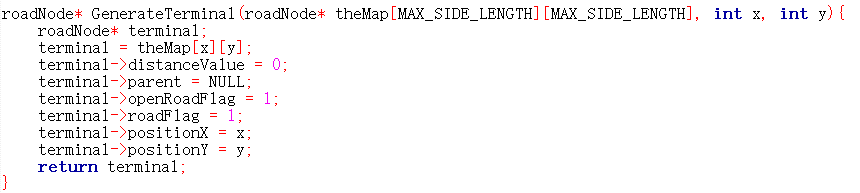 roadNode* GenerateTerminal(roadNode* theMap[MAX_SIDE_LENGTH][MAX_SIDE_LENGTH], int x, int y){
    roadNode* terminal;
    terminal = theMap[x][y];
    terminal->distanceValue = 0;
    terminal->parent = NULL;
    terminal->openRoadFlag = 1;
    terminal->roadFlag = 1;
    terminal->positionX = x;
    terminal->positionY = y;
    return terminal;
}